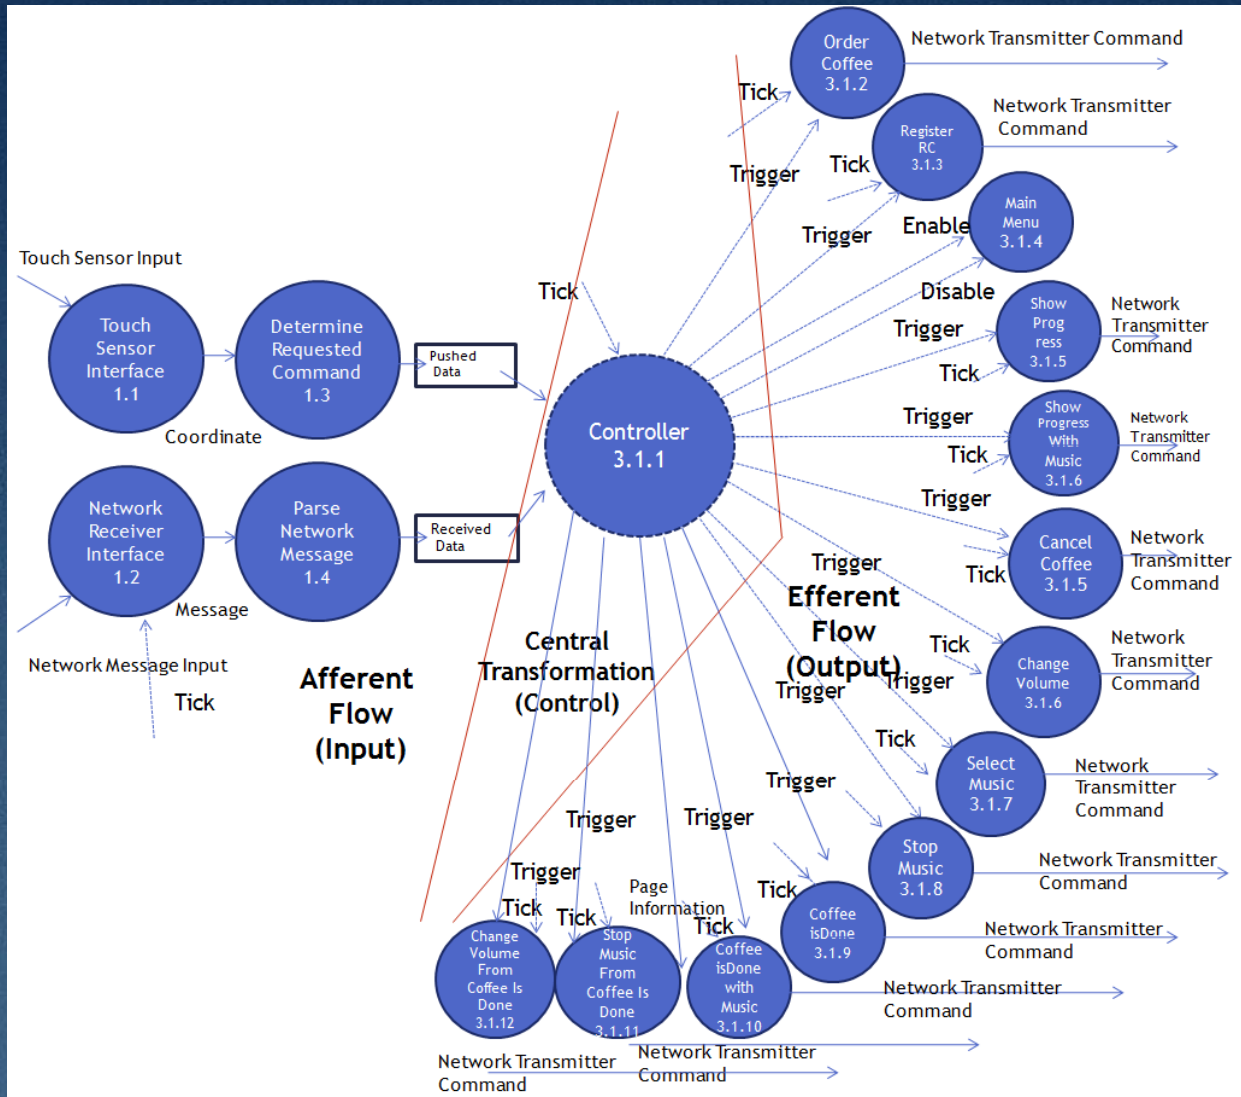 Order
Coffee
3.1.2
Network Transmitter Command
Tick
Register
RC
3.1.3
Network Transmitter
Command
Tick
Trigger
Main
Menu
3.1.4
Enable
Trigger
Disable
Touch Sensor Input
Touch
Sensor
Interface
1.1
Determine
Requested
Command
1.3
Coordinate
Pushed
Data
Tick
Controller
3.1.1
Show
Prog
ress
3.1.5
Network
Transmitter
Command
Trigger
Tick
Show
Progress
With
Music
3.1.6
Network
Transmitter
Command
Trigger
Tick
Trigger
Network
Receiver
Interface
1.2
Parse
Network
Message
1.4
Message
Received
Data
Network Message Input
Tick
Cancel
Coffee
3.1.5
Network
Transmitter
Command
Tick
Trigger
Afferent
Flow
(Input)
Central
Transformation
(Control)
Efferent
Flow
(Output)
Change
Volume
3.1.6
Network
Transmitter
Command
Tick
Trigger
Trigger
Select
Music
3.1.7
Network
Transmitter
Command
Tick
Trigger
Stop
Music
3.1.8
Network Transmitter
Command
Trigger
Trigger
Tick
Coffee
isDone
3.1.9
Network Transmitter
Command
Trigger
Tick
Tick
Page
Information
Tick
Coffee
isDone
with
Music
3.1.10
Network Transmitter
Command
Change
Volume
From
Coffee Is
Done
3.1.12
Stop
Music
From
Coffee Is
Done
3.1.11
Network Transmitter
Command
Network Transmitter
Command